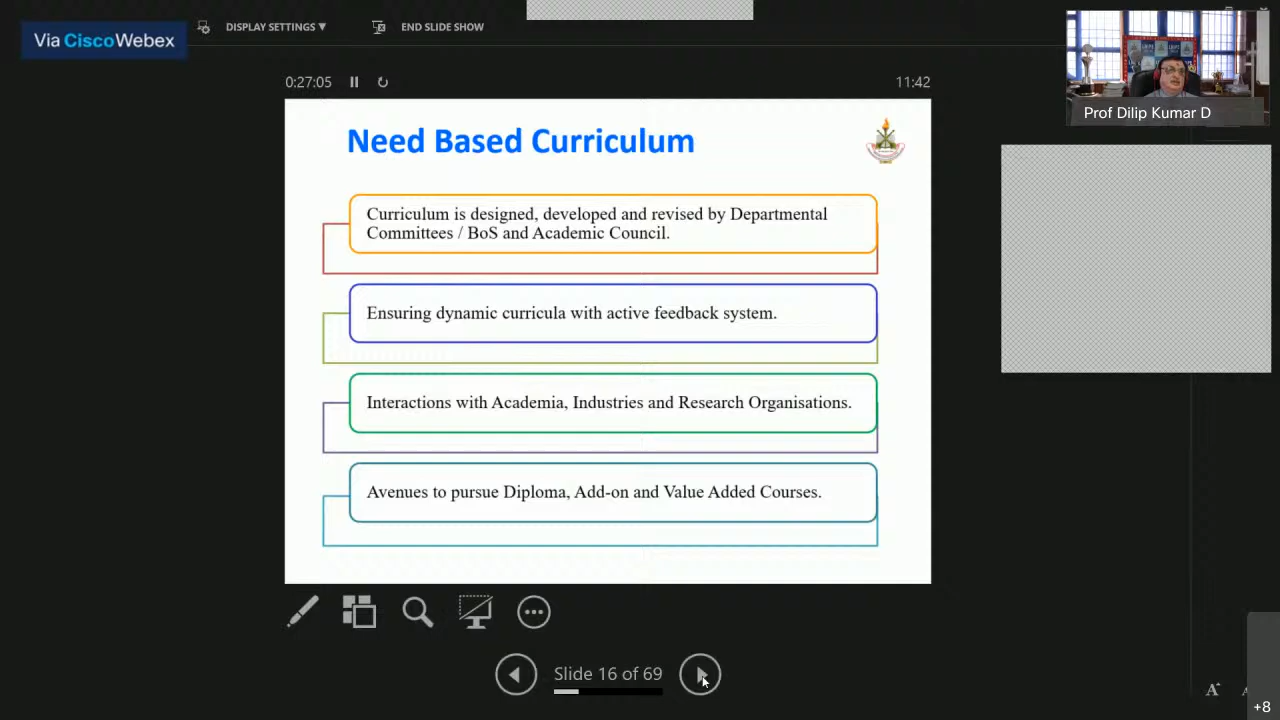 Via CiscoWebex
DISPLAY SETTINGS ▼
END SLIDE SHOW
Prof Dilip Kumar D
0:27:05
11:42
Need Based Curriculum
Curriculum is designed, developed and revised by Departmental
Committees / BoS and Academic Council.
Ensuring dynamic curricula with active feedback system.
Interactions with Academia, Industries and Research Organisations.
Avenues to pursue Diploma, Add-on and Value Added Courses.
Slide 16 of 69
A
+8